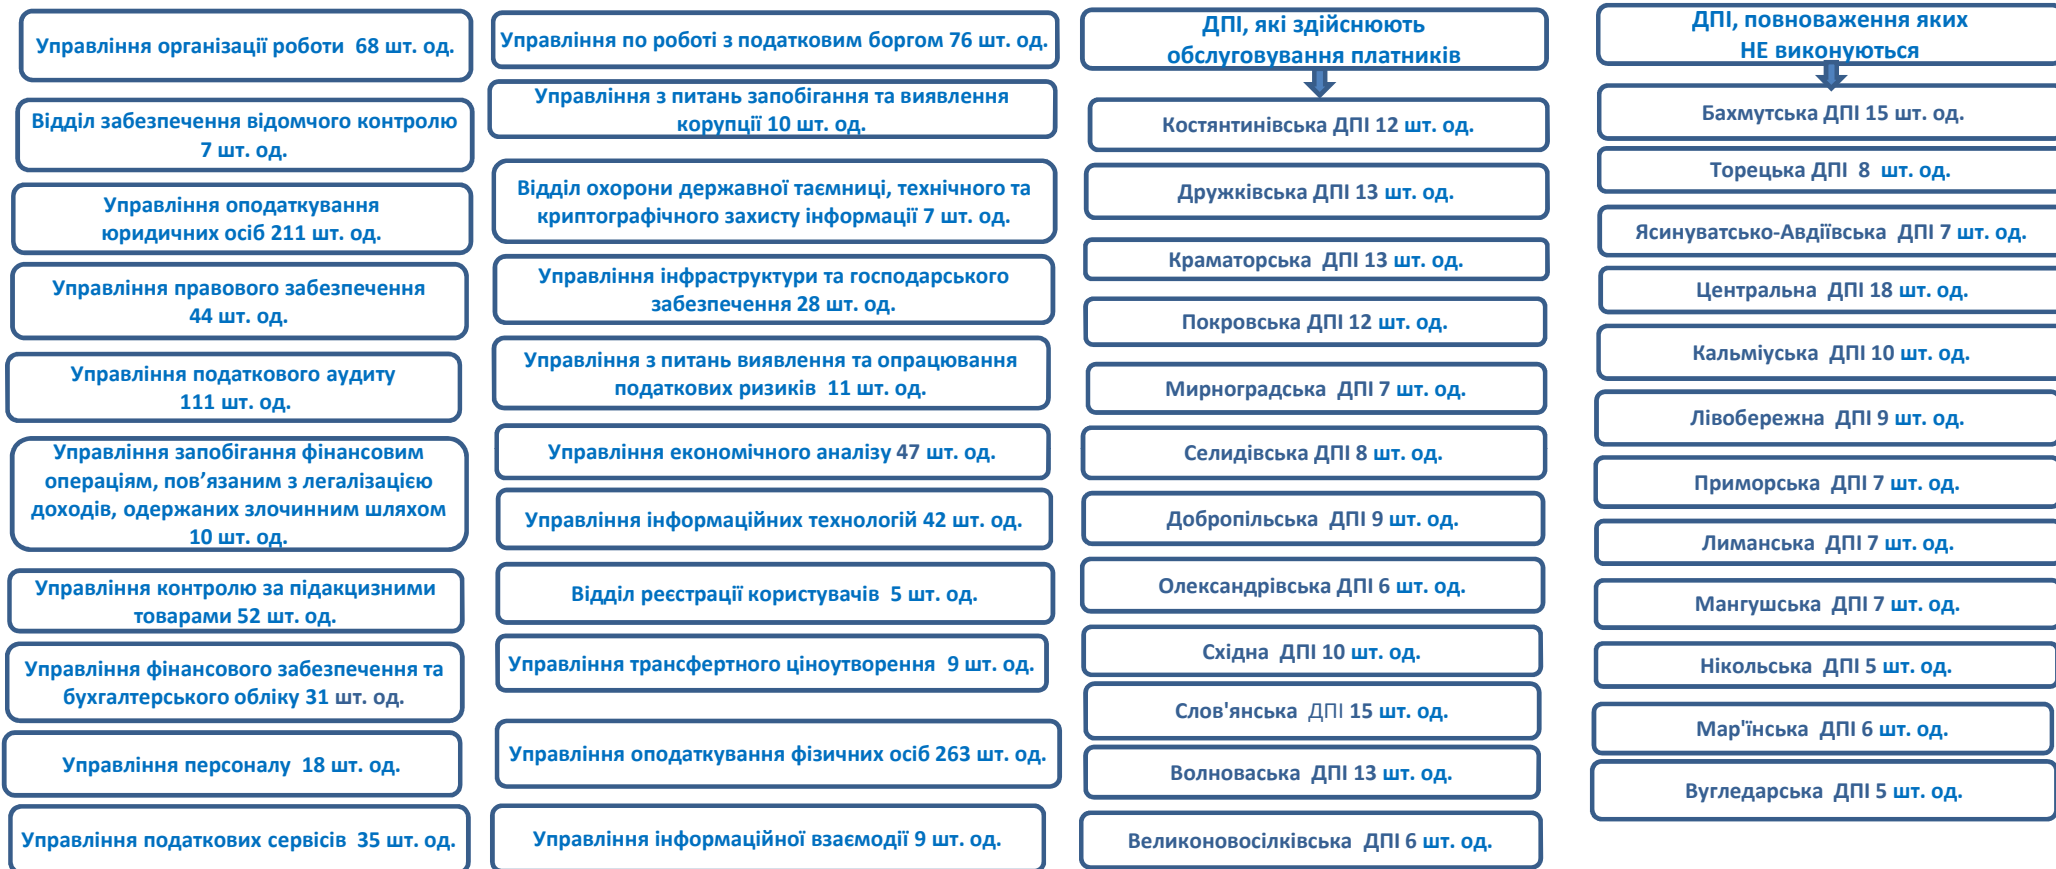 Управління організації роботи 68 шт. од.
Відділ забезпечення відомчого контролю
7 шт. од.
Управління оподаткування
юридичних осіб 211 шт. од.
Управління правового забезпечення
44 шт. од.
Управління податкового аудиту
111 шт. од.
Управління запобігання фінансовим
операціям, пов’язаним з легалізацією
доходів, одержаних злочинним шляхом
10 шт. од.
Управління контролю за підакцизними
товарами 52 шт. од.
Управління фінансового забезпечення та
бухгалтерського обліку 31 шт. од.
Управління персоналу 18 шт. од.
Управління податкових сервісів 35 шт. од.
Управління по роботі з податковим боргом 76 шт. од.
Управління з питань запобігання та виявлення
корупції 10 шт. од.
Відділ охорони державної таємниці, технічного та
криптографічного захисту інформації 7 шт. од.
Управління інфраструктури та господарського
забезпечення 28 шт. од.
Управління з питань виявлення та опрацювання
податкових ризиків 11 шт. од.
Управління економічного аналізу 47 шт. од.
Управління інформаційних технологій 42 шт. од.
Відділ реєстрації користувачів 5 шт. од.
Управління трансфертного ціноутворення 9 шт. од.
Управління оподаткування фізичних осіб 263 шт. од.
Управління інформаційної взаємодії 9 шт. од.
ДПІ, які здійснюють
обслуговування платників
Костянтинівська ДПІ 12 шт. од.
Дружківська ДПІ 13 шт. од.
Краматорська ДПІ 13 шт. од.
Покровська ДПІ 12 шт. од.
Мирноградська ДПІ 7 шт. од.
Селидівська ДПІ 8 шт. од.
Добропільська ДПІ 9 шт. од.
Олександрівська ДПІ 6 шт. од.
Східна ДПІ 10 шт. од.
Слов'янська ДПІ 15 шт. од.
Волноваська ДПІ 13 шт. од.
Великоновосілківська ДПІ 6 шт. од.
ДПІ, повноваження яких
НЕ виконуються
Бахмутська ДПІ 15 шт. од.
Торецька ДПІ 8 шт. од.
Ясинуватсько-Авдіївська ДПІ 7 шт. од.
Центральна ДПІ 18 шт. од.
Кальміуська ДПІ 10 шт. од.
Лівобережна ДПІ 9 шт. од.
Приморська ДПІ 7 шт. од.
Лиманська ДПІ 7 шт. од.
Мангушська ДПІ 7 шт. од.
Нікольська ДПІ 5 шт. од.
Мар'їнська ДПІ 6 шт. од.
Вугледарська ДПІ 5 шт. од.